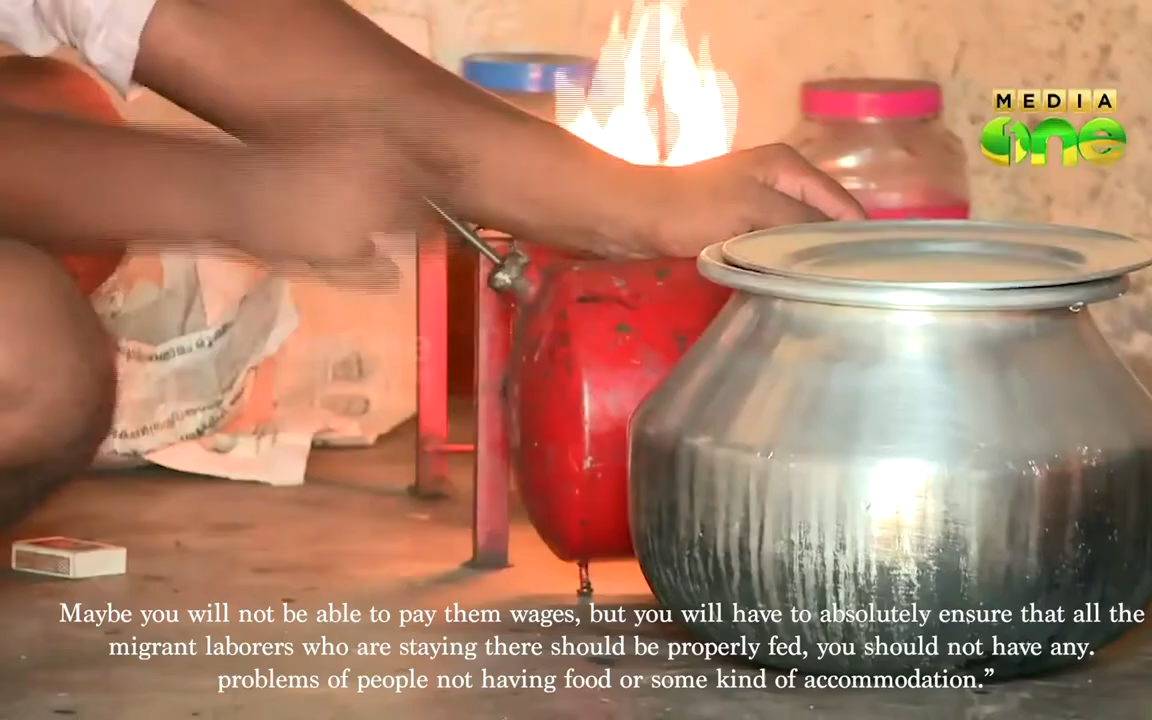 MEDIA
one
Maybe you will not be able to pay them wages, but you will have to absolutely ensure that all the
migrant laborers who are staying there should be properly fed, you should not have any.
problems of people not having food or some kind of accommodation.”